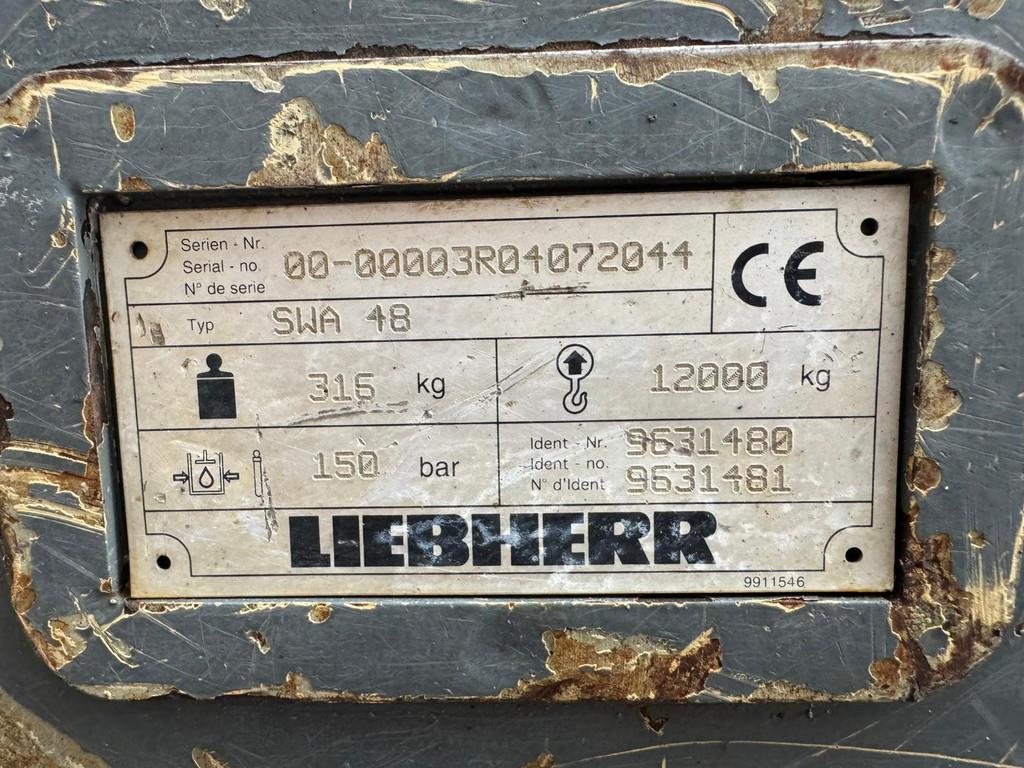 Serien - Nr.
Serial - no.
N° de serie
00-00003R04072044
CE
Typ SWA 48
316 kg
12000 kg
150 bar
Ident - Nr. 9631480
Ident - no.
N° d'Ident 9631481
LIEBHERR
9911546